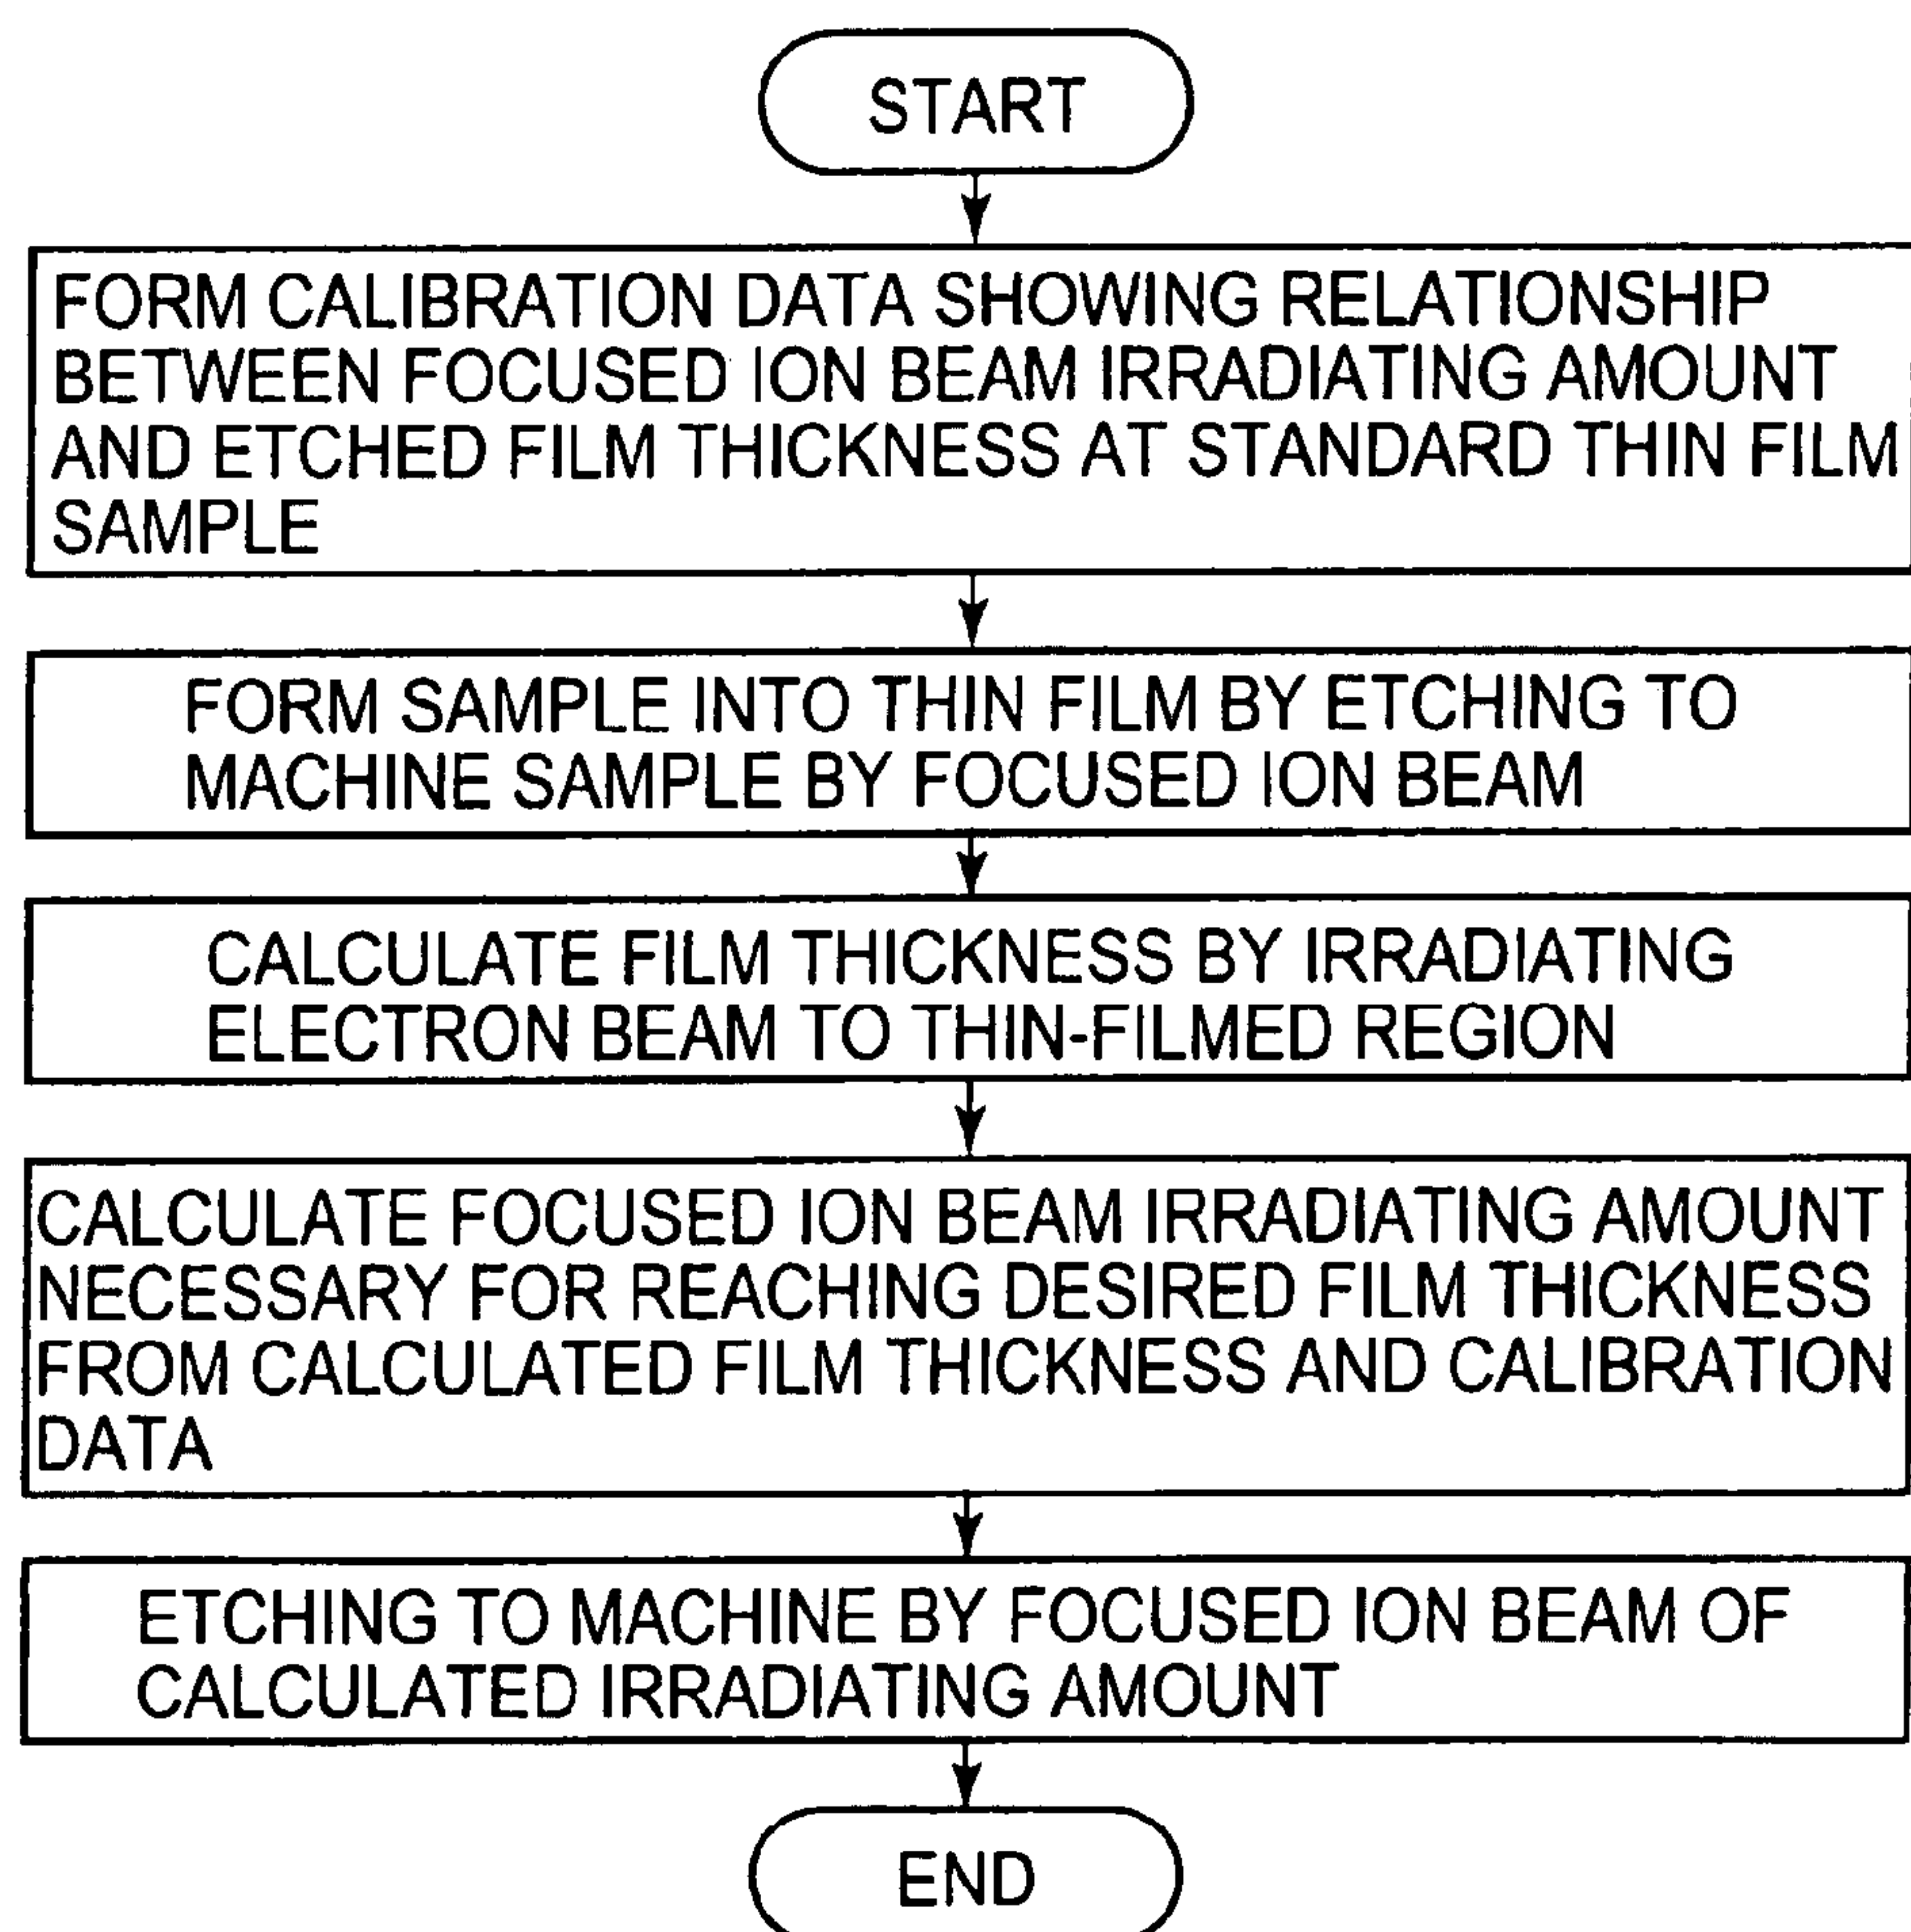 START
FORM CALIBRATION DATA SHOWING RELATIONSHIP
BETWEEN FOCUSED ION BEAM IRRADIATING AMOUNT
AND ETCHED FILM THICKNESS AT STANDARD THIN FILM
SAMPLE
FORM SAMPLE INTO THIN FILM BY ETCHING TO
MACHINE SAMPLE BY FOCUSED ION BEAM
CALCULATE FILM THICKNESS BY IRRADIATING
ELECTRON BEAM TO THIN-FILMED REGION
CALCULATE FOCUSED ION BEAM IRRADIATING AMOUNT
NECESSARY FOR REACHING DESIRED FILM THICKNESS
FROM CALCULATED FILM THICKNESS AND CALIBRATION
DATA
ETCHING TO MACHINE BY FOCUSED ION BEAM OF
CALCULATED IRRADIATING AMOUNT
END